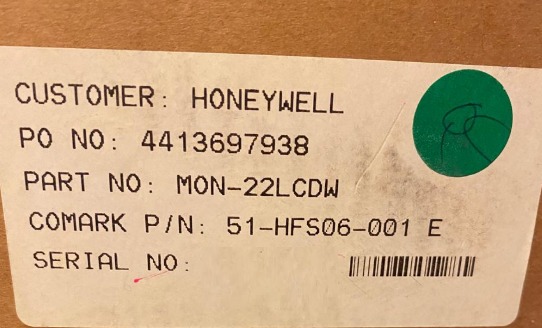 CUSTOMER: HONEYWELL
PO NO: 4413697938
PART NO: MON-22LCDW
COMARK P/N: 51-HFS06-001 E
SERIAL NO: